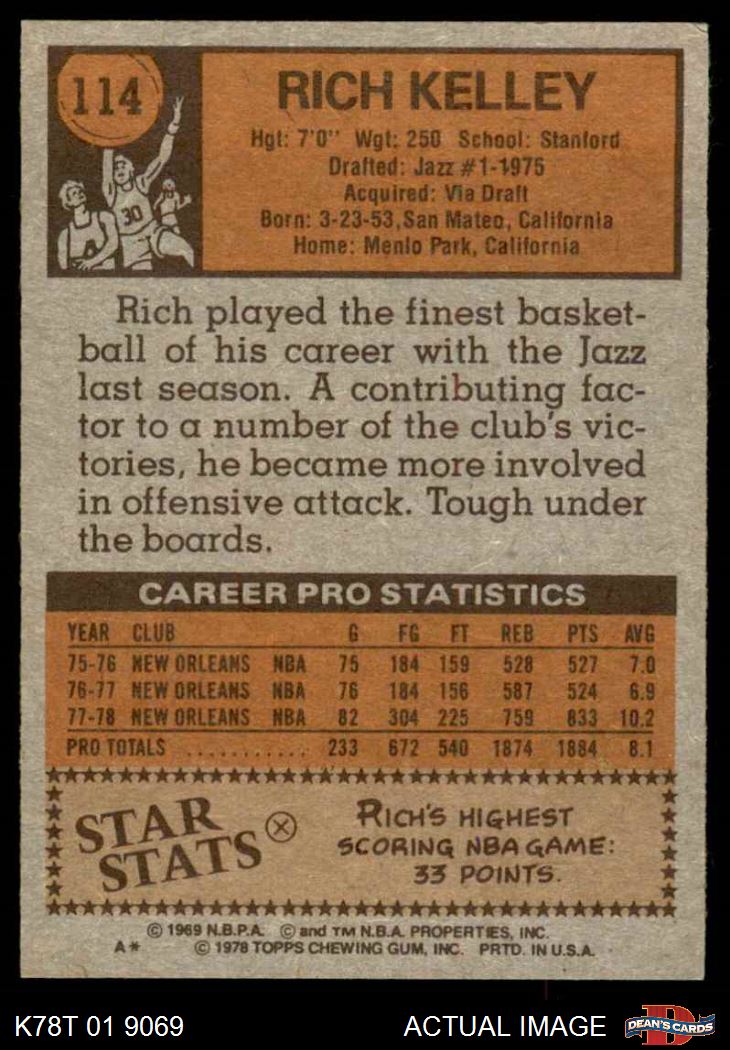 114
RICH KELLEY
Hgt: 7'0" Wgt: 250 School: Stanford
Drafted: Jazz #1-1975
Acquired: Via Draft
Born: 3-23-53, San Mateo, California
Home: Menlo Park, California
30
A
Rich played the finest basket-
ball of his career with the Jazz
last season. A contributing fac-
tor to a number of the club's vic-
tories, he became more involved
in offensive attack. Tough under
the boards.
CAREER PRO STATISTICS
YEAR CLUB G FG FT REB PTS AVG
75-76 NEW ORLEANS NBA 75 184 159 528 527 7.0
76-77 NEW ORLEANS NBA 76 184 156 587 524 6.9
77-78 NEW ORLEANS NBA 82 304 225 759 833 10.2
PRO TOTALS ........... 233 672 540 1874 1884 8.1
STAR STATS
RICH'S HIGHEST
SCORING NBA GAME:
33 POINTS.
© 1969 N.B.P.A. © and TM N.B.A. PROPERTIES, INC.
A* © 1978 TOPPS CHEWING GUM, INC. PRTD. IN U.S.A.
K78T 01 9069 ACTUAL IMAGE DEAN'S CARDS